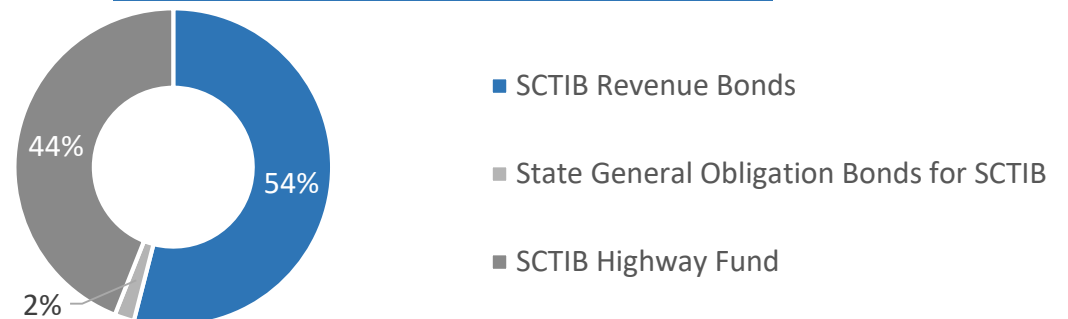 SCTIB Revenue Bonds
44%
State General Obligation Bonds for SCTIB
54%
SCTIB Highway Fund
2%